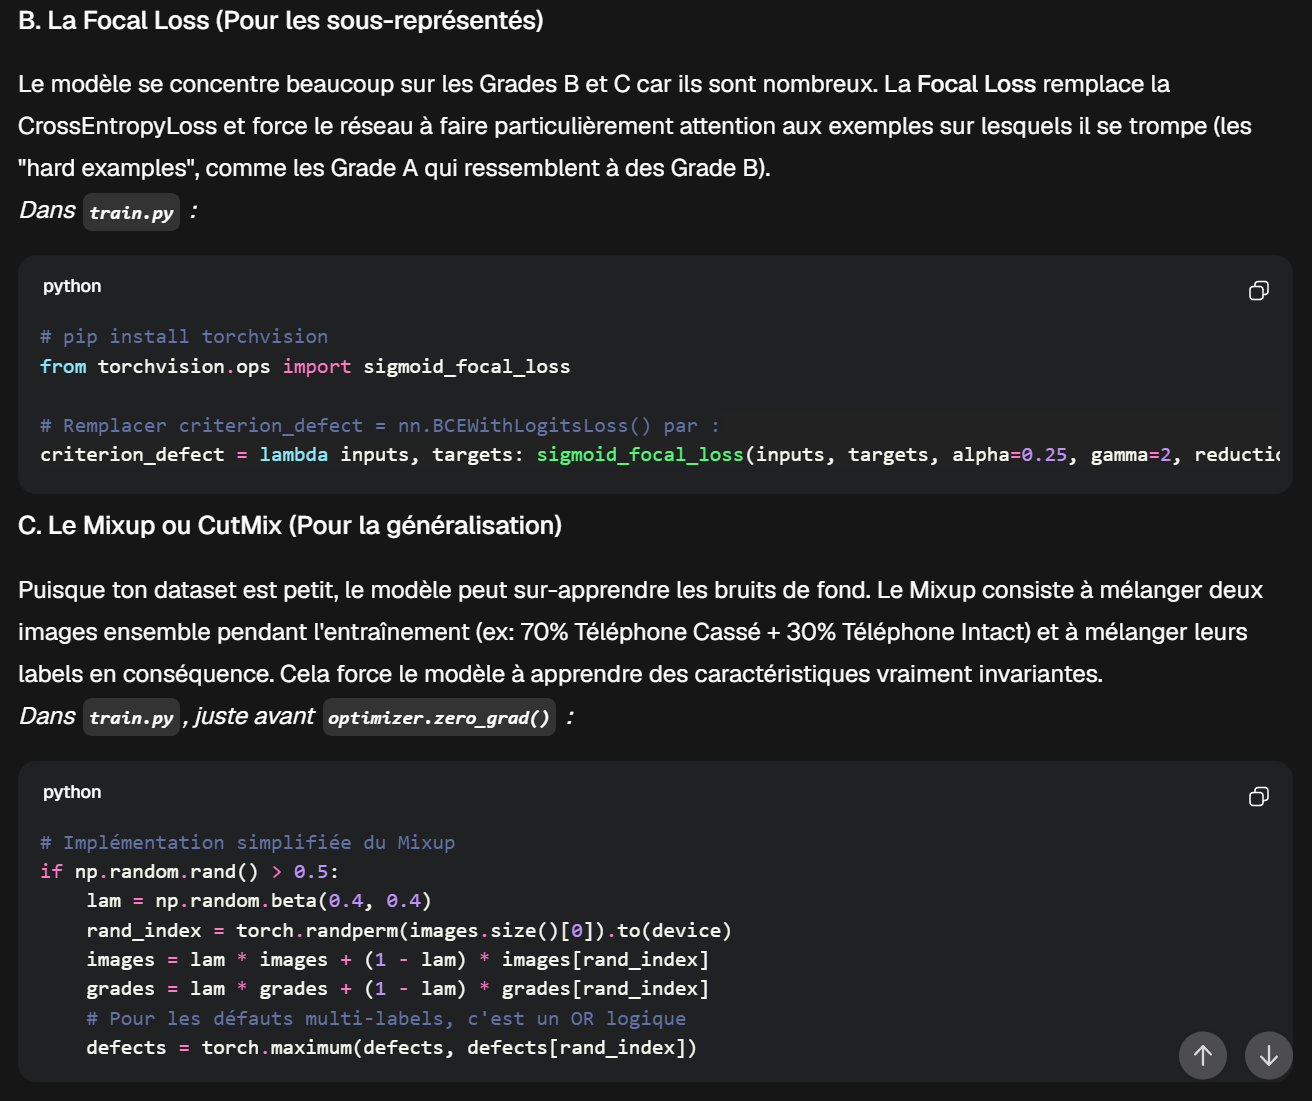 B. La Focal Loss (Pour les sous-représentés)
Le modèle se concentre beaucoup sur les Grades B et C car ils sont nombreux. La Focal Loss remplace la
CrossEntropyLoss et force le réseau à faire particulièrement attention aux exemples sur lesquels il se trompe (les
"hard examples", comme les Grade A qui ressemblent à des Grade B).
Dans train.py :
python
# pip install torchvision
from torchvision.ops import sigmoid_focal_loss
# Remplacer criterion_defect = nn.BCEWithLogitsLoss() par :
criterion_defect = lambda inputs, targets: sigmoid_focal_loss(inputs, targets, alpha=0.25, gamma=2,
C. Le Mixup ou CutMix (Pour la généralisation)
Puisque ton dataset est petit, le modèle peut sur-apprendre les bruits de fond. Le Mixup consiste à mélanger deux
images ensemble pendant l'entraînement (ex: 70% Téléphone Cassé + 30% Téléphone Intact) et à mélanger leurs
labels en conséquence. Cela force le modèle à apprendre des caractéristiques vraiment invariantes.
Dans train.py, juste avant optimizer.zero_grad() :
python
# Implémentation simplifiée du Mixup
if np.random.rand() > 0.5:
    lam = np.random.beta(0.4, 0.4)
    rand_index = torch.randperm(images.size()[0]).to(device)
    images = lam * images + (1 - lam) * images[rand_index]
    grades = lam * grades + (1 - lam) * grades[rand_index]
    # Pour les défauts multi-labels, c'est un OR logique
    defects = torch.maximum(defects, defects[rand_index])